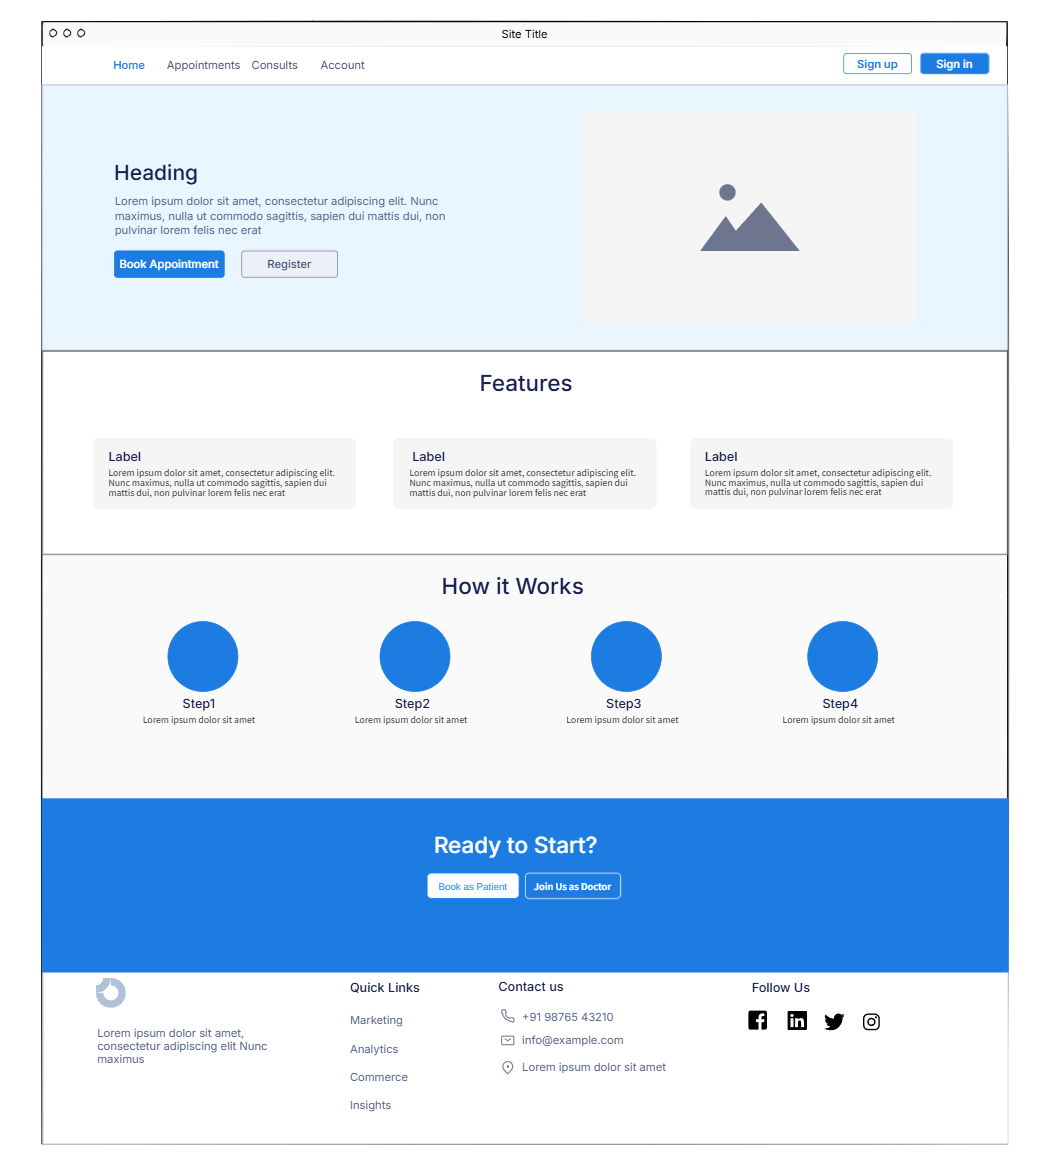 Site Title
Home Appointments Consults Account Sign up Sign in
Heading
Lorem ipsum dolor sit amet, consectetur adipiscing elit. Nunc
maximus, nulla ut commodo sagittis, sapien dui mattis dui, non
pulvinar lorem felis nec erat
Book Appointment Register
Features
Label
Lorem ipsum dolor sit amet, consectetur adipiscing elit.
Nunc maximus, nulla ut commodo sagittis, sapien dui
mattis dui, non pulvinar lorem felis nec erat
Label
Lorem ipsum dolor sit amet, consectetur adipiscing elit.
Nunc maximus, nulla ut commodo sagittis, sapien dui
mattis dui, non pulvinar lorem felis nec erat
Label
Lorem ipsum dolor sit amet, consectetur adipiscing elit.
Nunc maximus, nulla ut commodo sagittis, sapien dui
mattis dui, non pulvinar lorem felis nec erat
How it Works
Step1
Lorem ipsum dolor sit amet
Step2
Lorem ipsum dolor sit amet
Step3
Lorem ipsum dolor sit amet
Step4
Lorem ipsum dolor sit amet
Ready to Start?
Book as Patient Join Us as Doctor
Lorem ipsum dolor sit amet,
consectetur adipiscing elit Nunc
maximus
Quick Links
Marketing
Analytics
Commerce
Insights
Contact us
+91 98765 43210
info@example.com
Lorem ipsum dolor sit amet
Follow Us